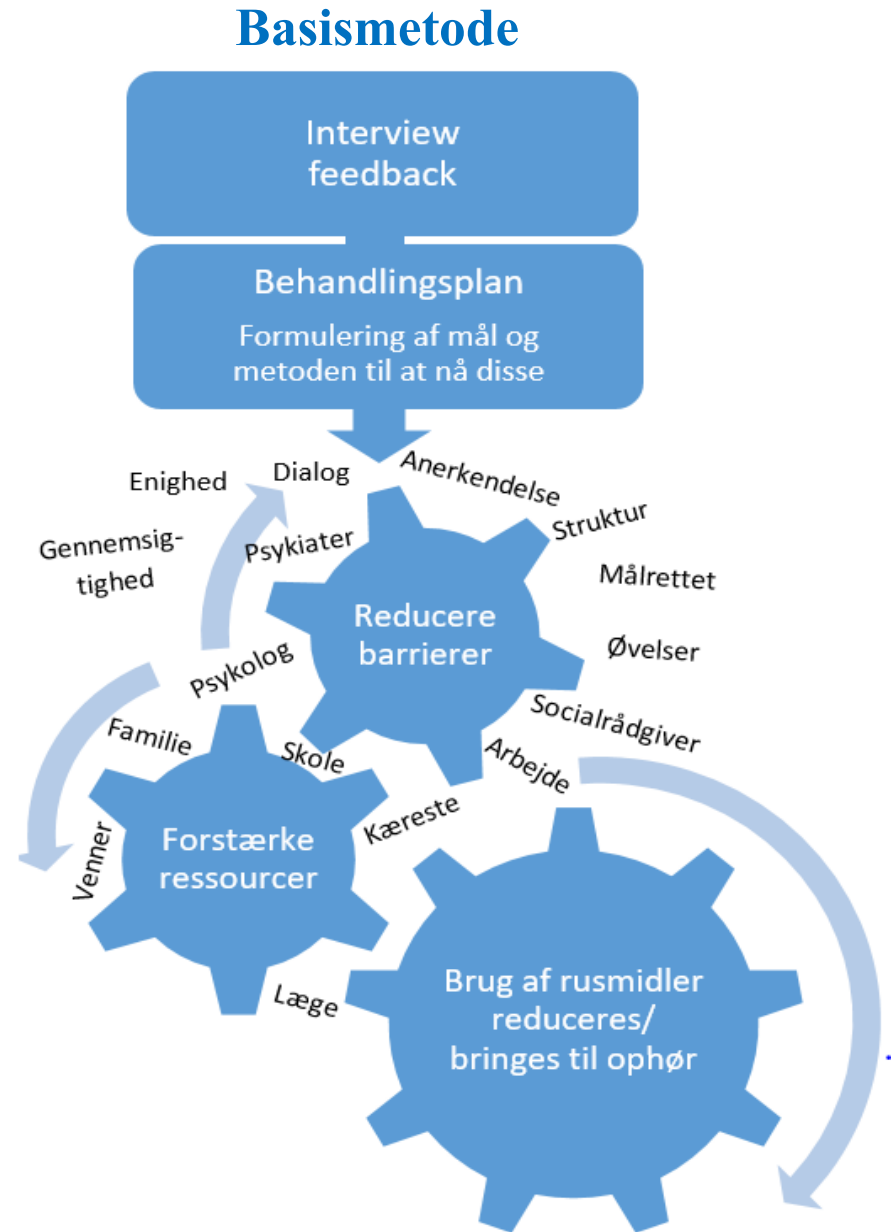 Basismetode
Interview
feedback
Behandlingsplan
Formulering af mål og
metoden til at nå disse
Enighed
Dialog
Anerkendelse
Struktur
Gennemsig-
tighed
Psykiater
Målrettet
Reducere
barrierer
Øvelser
Psykolog
Socialrådgiver
Familie
Skole
Arbejde
Kæreste
Venner
Forstærke
ressourcer
Læge
Brug af rusmidler
reduceres/
bringes til ophør
.